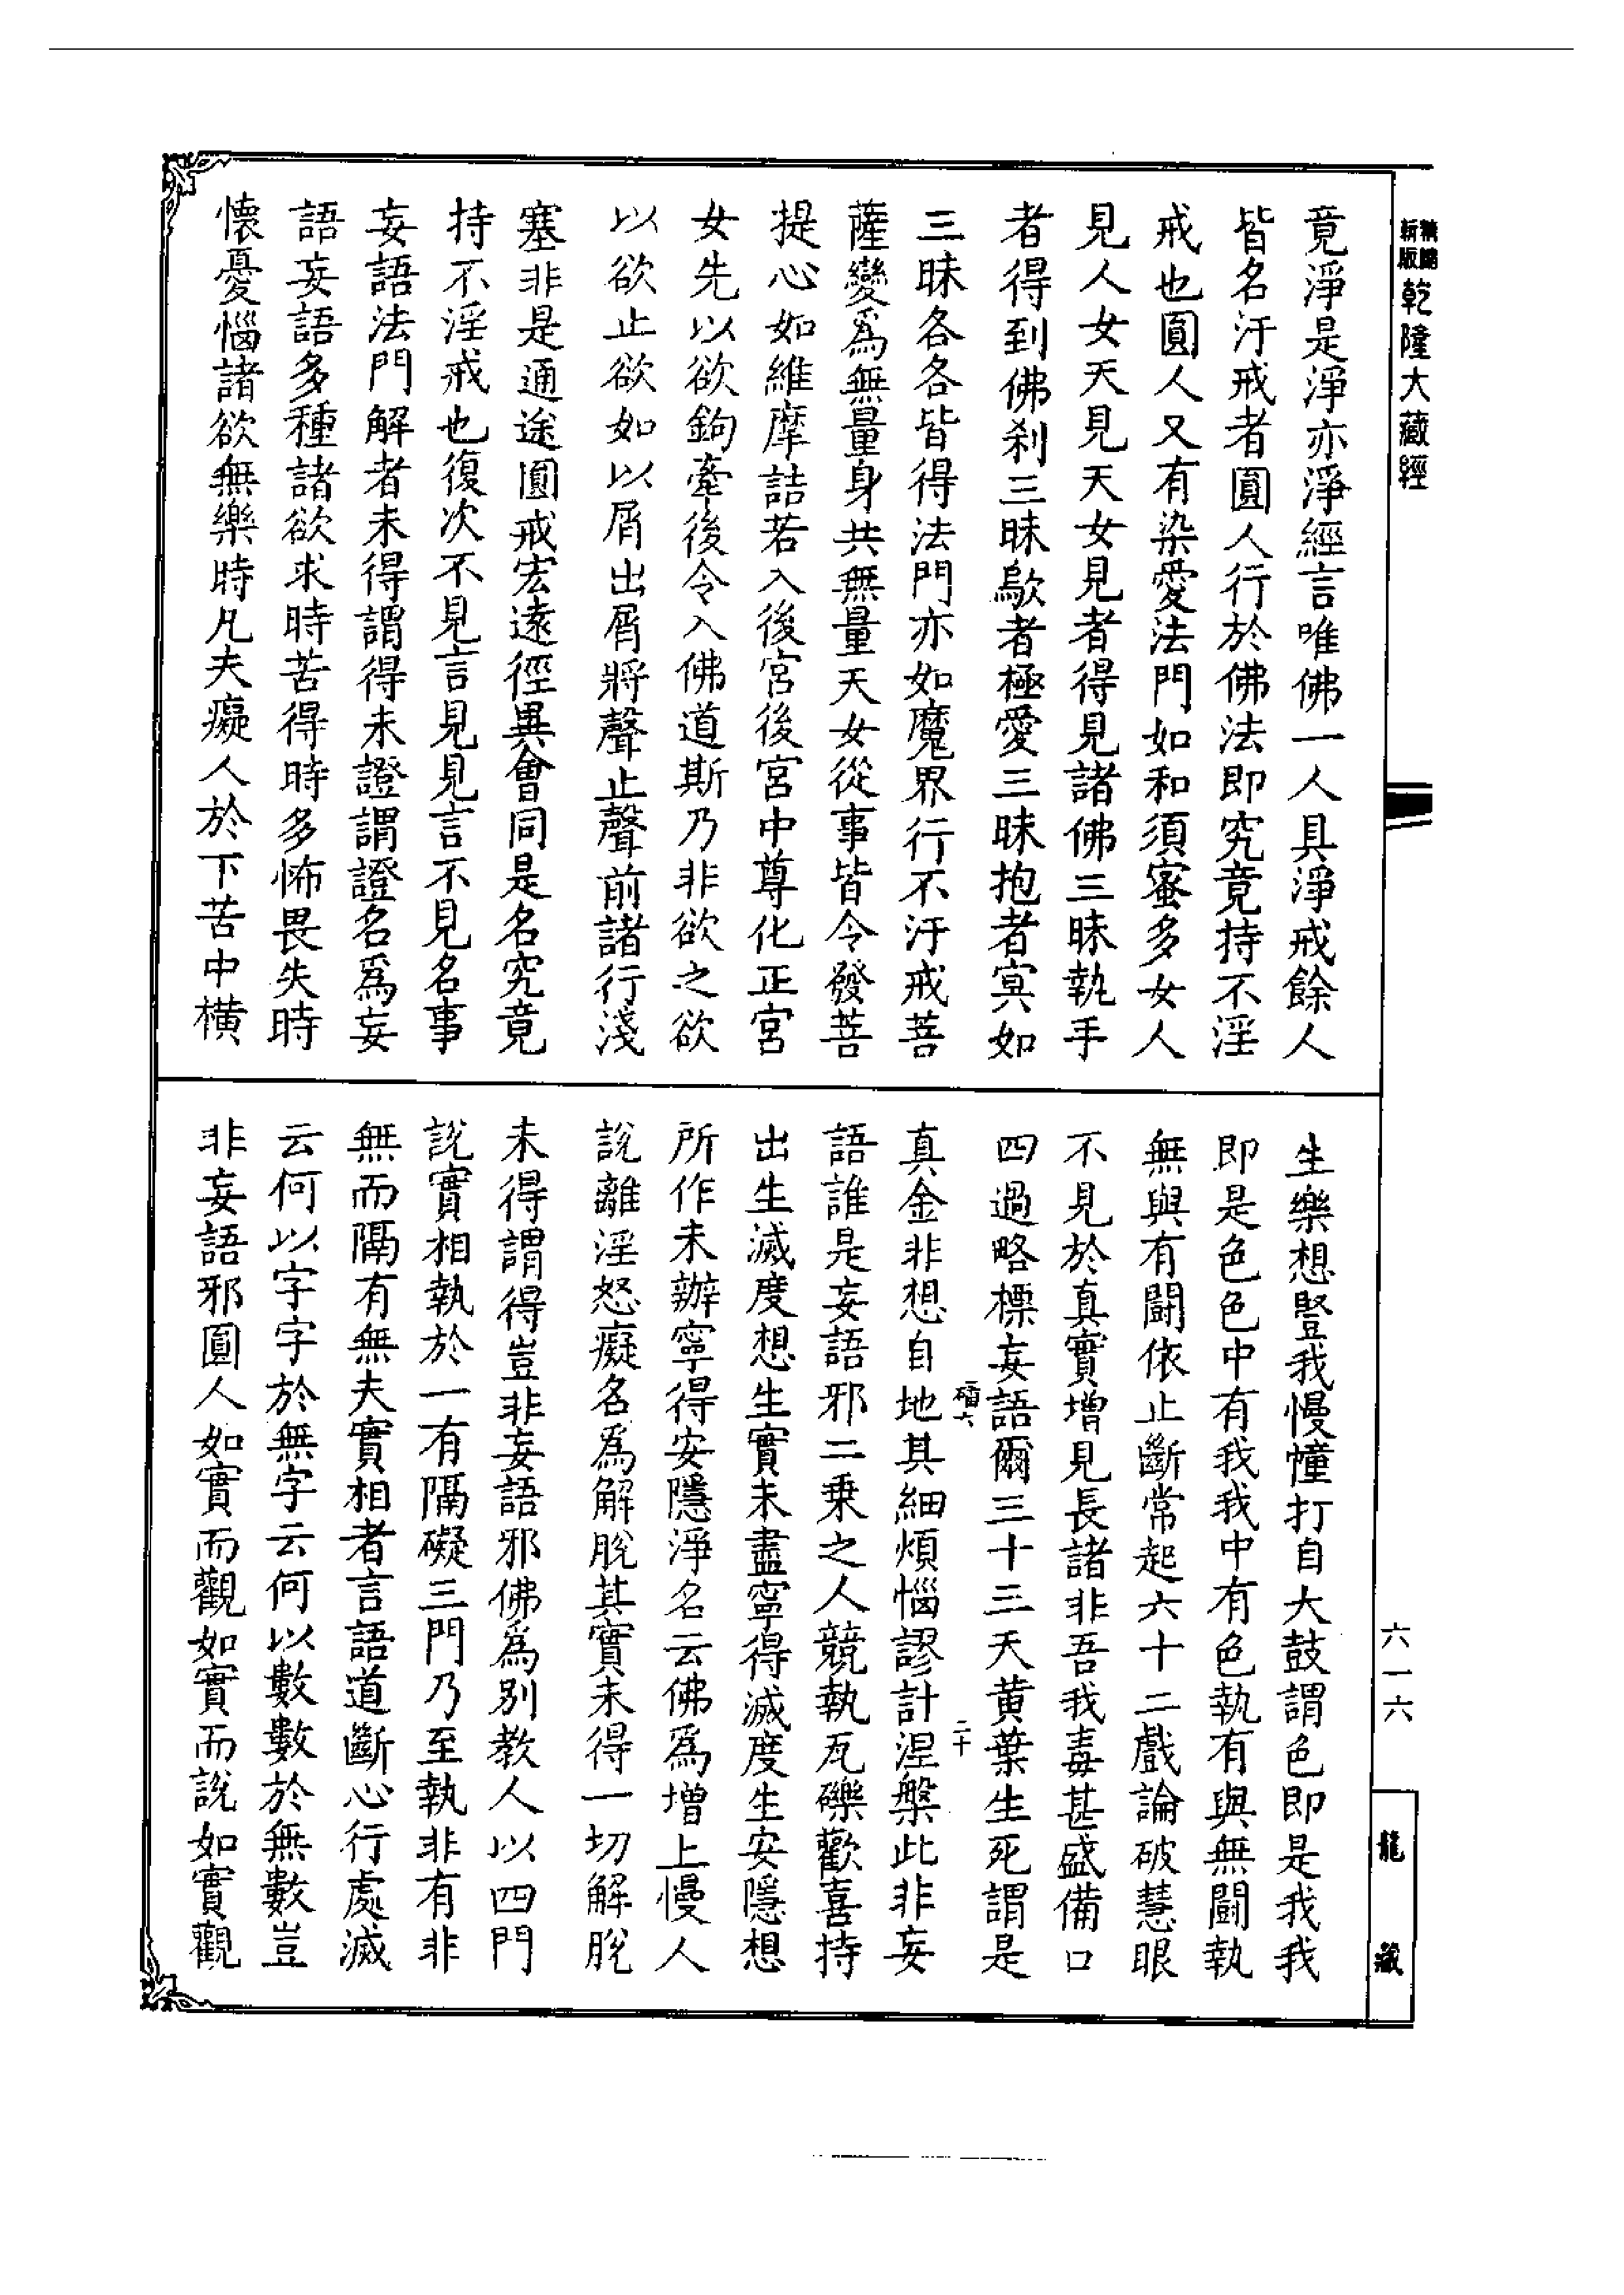 乾隆大藏經
竟淨是淨亦淨經言唯佛一人具淨戒餘人
皆名汙戒者圓人行於佛法即究竟持不淫
戒也圓人又有染愛法門如和須蜜多女人
見人女天見天女見者得見諸佛三昧執手
者得到佛刹三昧歍者極愛三昧抱者冥如
三昧各各皆得法門亦如魔界行不汙戒菩
薩變爲無量身共無量天女從事皆令發菩
提心如維摩詰若入後宮後宮中尊化正宮
女先以欲鉤牽後令入佛道斯乃非欲之欲
以欲止欲如以屑出屑將聲止聲前諸行淺
塞非是通途圓戒宏遠徑異會同是名究竟
持不淫戒也復次不見言見見言不見名事
妄語法門解者未得謂得未證謂證名爲妄
語妄語多種諸欲求時苦得時多怖畏失時
懷憂惱諸欲無樂時凡夫癡人於下苦中橫
生樂想豎我慢幢打自大鼓謂色即是我我
即是色色中有我我中有色執有與無鬪執
無與有鬪依止斷常起六十二戲論破慧眼
不見於真實增見長諸非吾我毒甚盛備口
四過略標妄語爾三十三天黃葉生死謂是
碩六
二十
真金非想自地其細煩惱謬計涅槃此非妄
語誰是妄語邪二乗之人競執瓦礫歡喜持
出生滅度想生實未盡寧得滅度生安隱想
所作未辦寧得安隱淨名云佛爲增上慢人
說離淫怒癡名爲解脫其實未得一切解脫
未得謂得豈非妄語邪佛爲別教人以四門
說實相執於一有隔礙三門乃至執非有非
無而隔有無夫實相者言語道斷心行處滅
云何以字字於無字云何以數數於無數豈
非妄語邪圓人如實而觀如實而說如實觀
六一六
龍藏